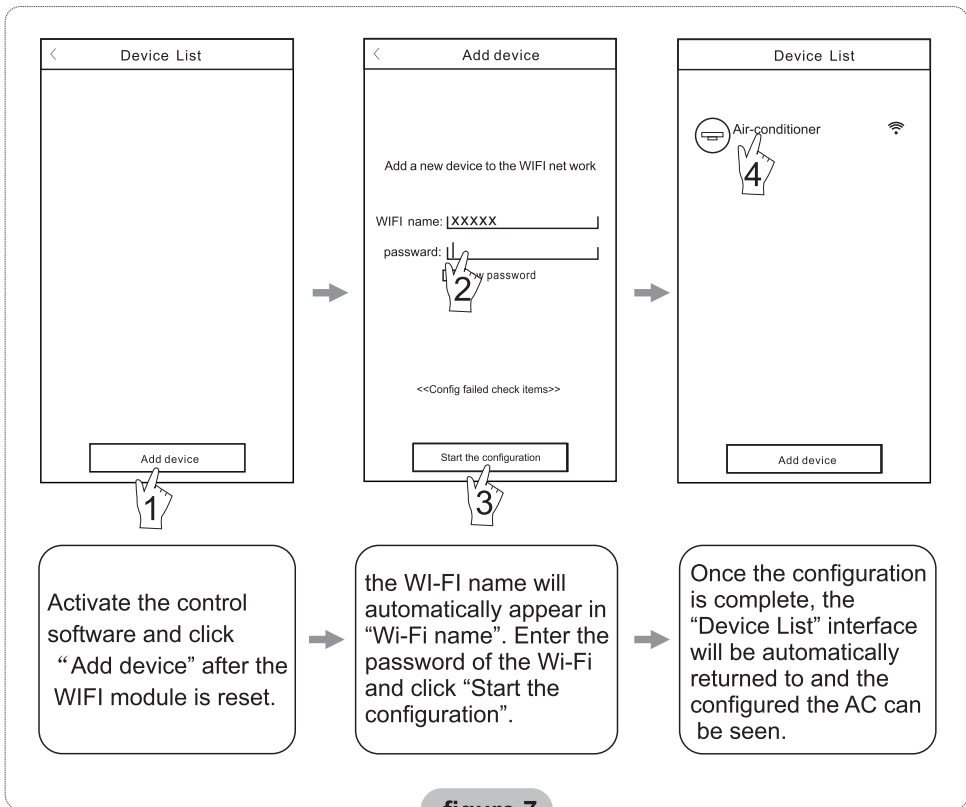 Device List
Add device
1
Add device
Add a new device to the WIFI net work
WIFI name: XXXXX
passward:
password
2
<<Config failed check items>>
Start the configuration
3
Device List
Air-conditioner
4
Add device
Activate the control
software and click
“Add device” after the
WIFI module is reset.
the WI-FI name will
automatically appear in
“Wi-Fi name”. Enter the
password of the Wi-Fi
and click “Start the
configuration”.
Once the configuration
is complete, the
“Device List” interface
will be automatically
returned to and the
configured the AC can
be seen.
figure 7